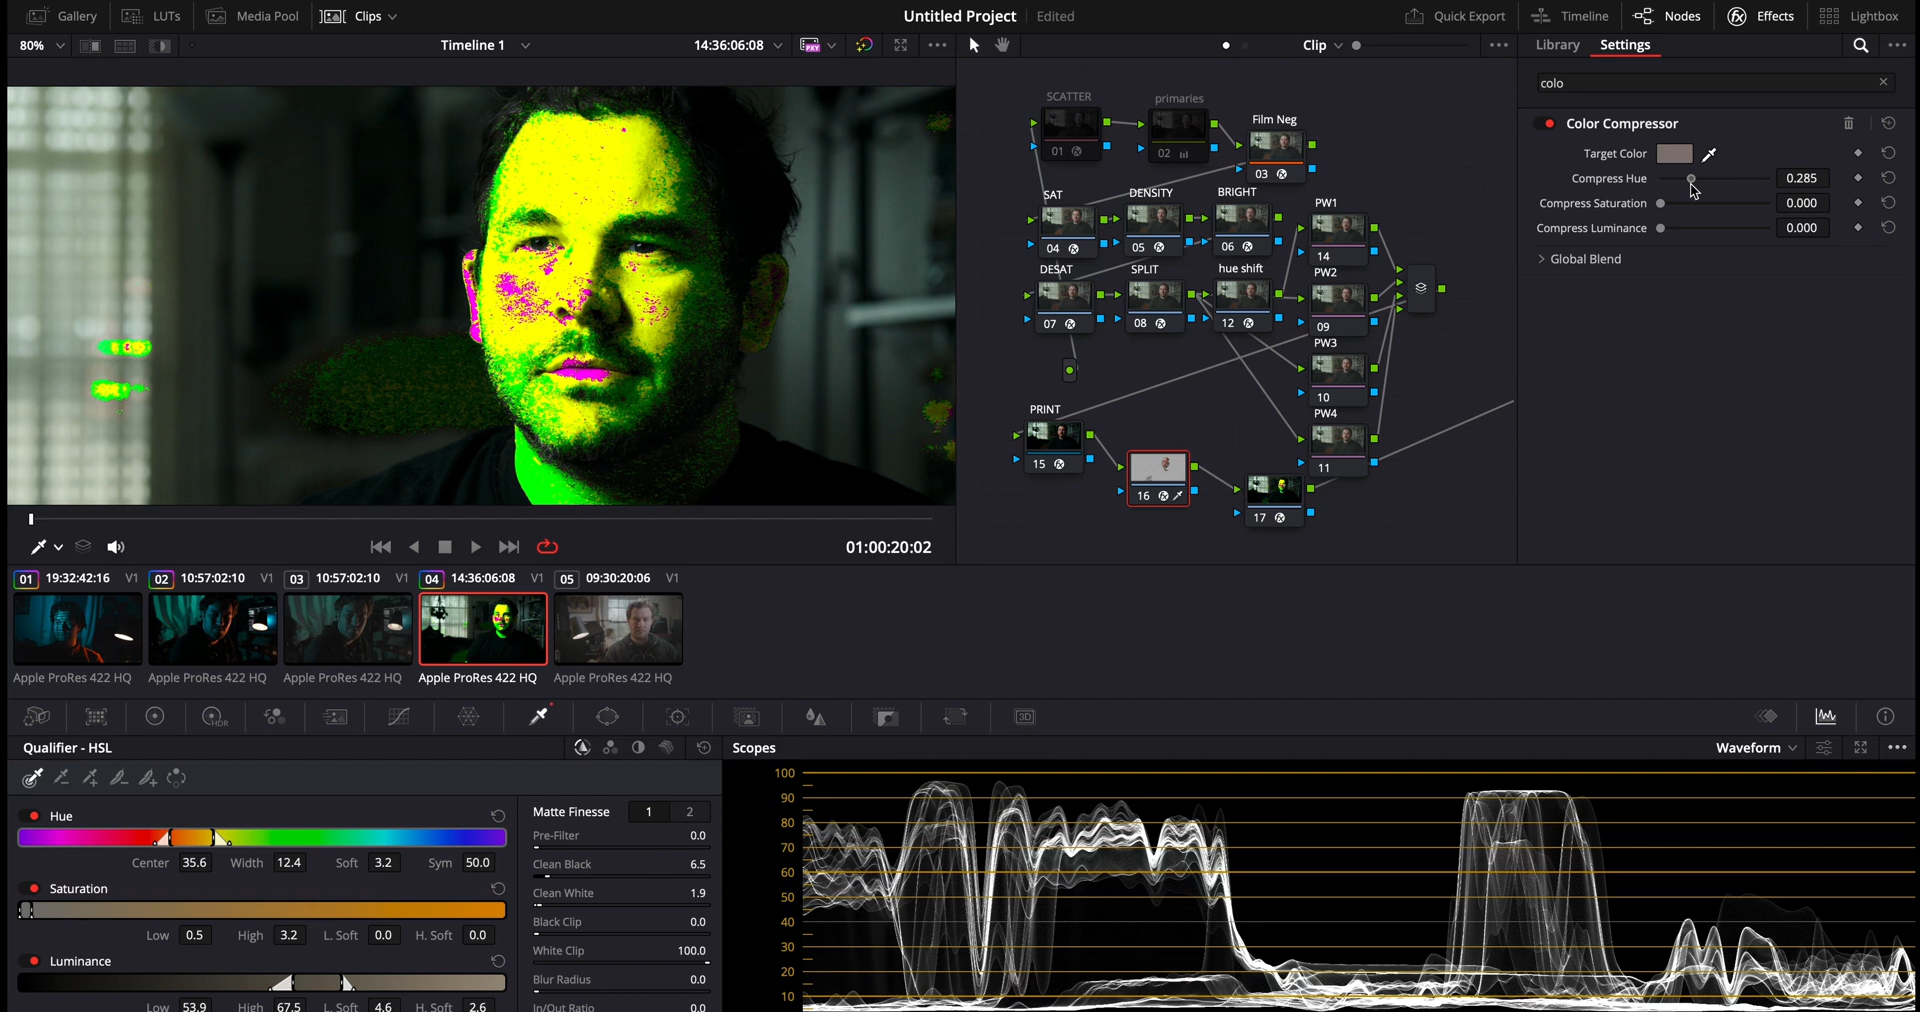 Gallery LUTs Media Pool Clips Untitled Project Edited Quick Export Timeline Nodes Effects Lightbox
80% Timeline 1 14:36:06:08 PXY Clip Library Settings
colo
Color Compressor
Target Color
Compress Hue 0.285
Compress Saturation 0.000
Compress Luminance 0.000
Global Blend
SCATTER primaries
Film Neg
01 02
03
SAT DENSITY BRIGHT
PW1
04 05 06
14
DESAT SPLIT hue shift PW2
07 08 12
09
PW3
10
PRINT PW4
15 11
16
17
01:00:20:02
01 19:32:42:16 V1 02 10:57:02:10 V1 03 10:57:02:10 V1 04 14:36:06:08 V1 05 09:30:20:06 V1
Apple ProRes 422 HQ Apple ProRes 422 HQ Apple ProRes 422 HQ Apple ProRes 422 HQ Apple ProRes 422 HQ
HDR 3D
Qualifier - HSL Scopes Waveform
Hue
Center 35.6 Width 12.4 Soft 3.2 Sym 50.0
Saturation
Low 0.5 High 3.2 L. Soft 0.0 H. Soft 0.0
Luminance
Low 53.9 High 67.5 L. Soft 4.6 H. Soft 2.6
Matte Finesse 1 2
Pre-Filter 0.0
Clean Black 6.5
Clean White 1.9
Black Clip 0.0
White Clip 100.0
Blur Radius 0.0
In/Out Ratio 0.0
100
90
80
70
60
50
40
30
20
10